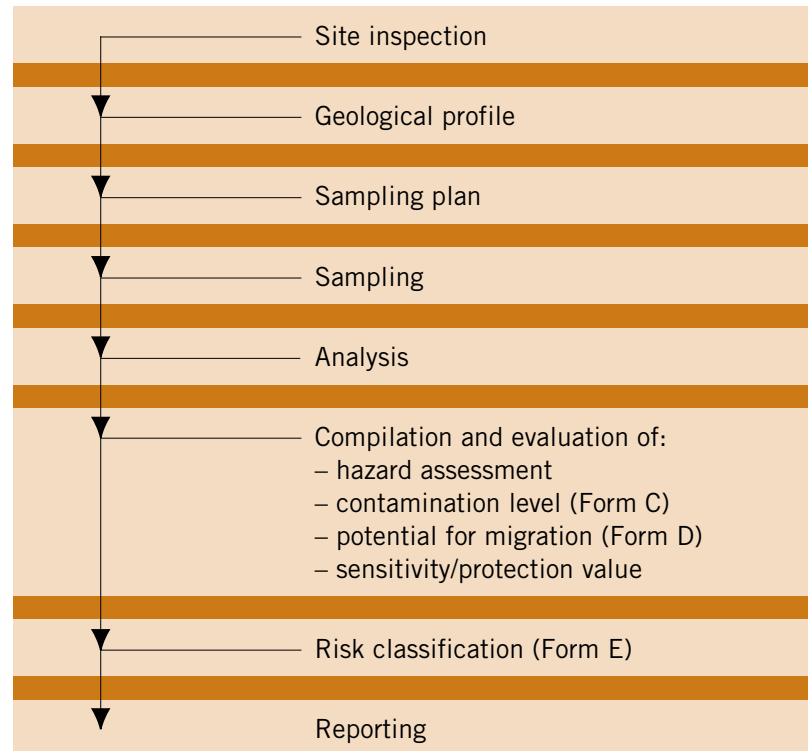 Site inspection
Geological profile
Sampling plan
Sampling
Analysis
Compilation and evaluation of:
– hazard assessment
– contamination level (Form C)
– potential for migration (Form D)
– sensitivity/protection value
Risk classification (Form E)
Reporting